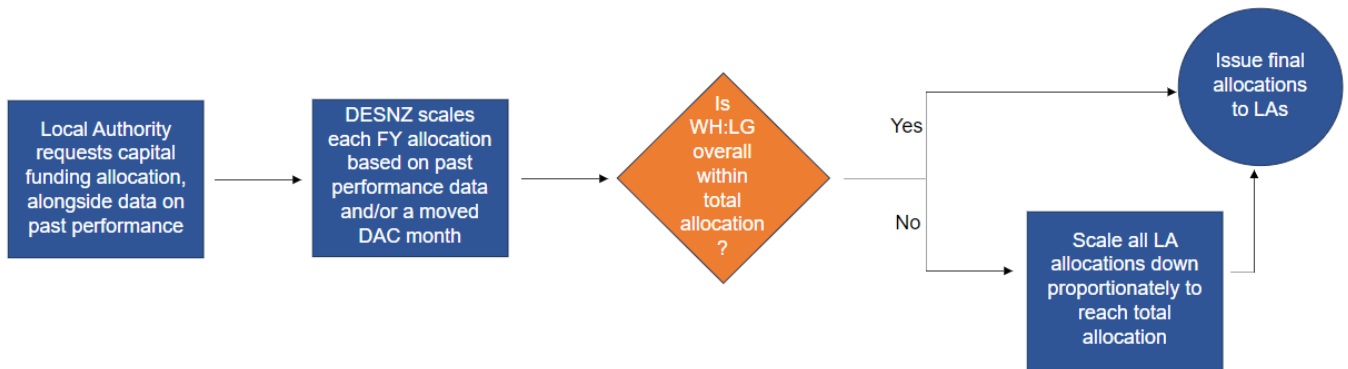 Local Authority
requests capital
funding allocation,
alongside data on
past performance
DESNZ scales
each FY allocation
based on past
performance data
and/or a moved
DAC month
Is
WH:LG
overall
within
total
allocation
?
Yes
No
Issue final
allocations
to LAs
Scale all LA
allocations down
proportionately to
reach total
allocation